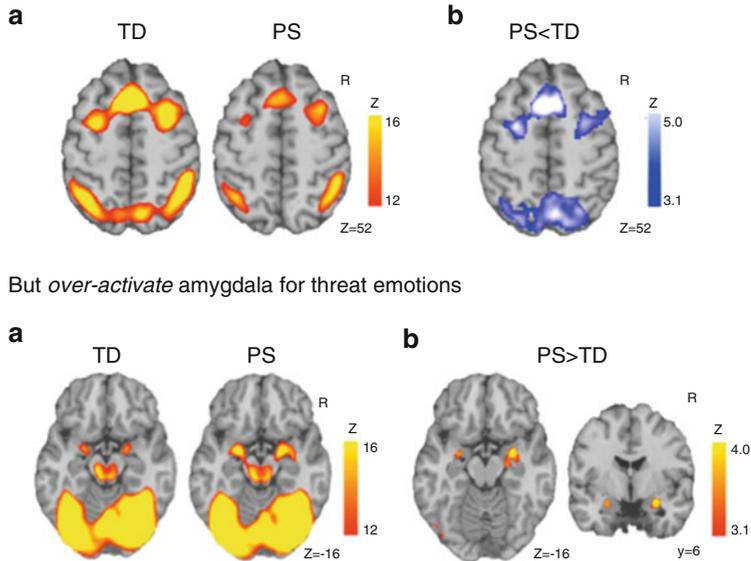 a
b
TD
PS
PS<TD
R
R
Z
16
12
Z
5.0
3.1
Z=52
Z=52
But over-activate amygdala for threat emotions
a
b
TD
PS
PS>TD
R
R
Z
16
12
Z
4.0
3.1
Z=-16
Z=-16
y=6